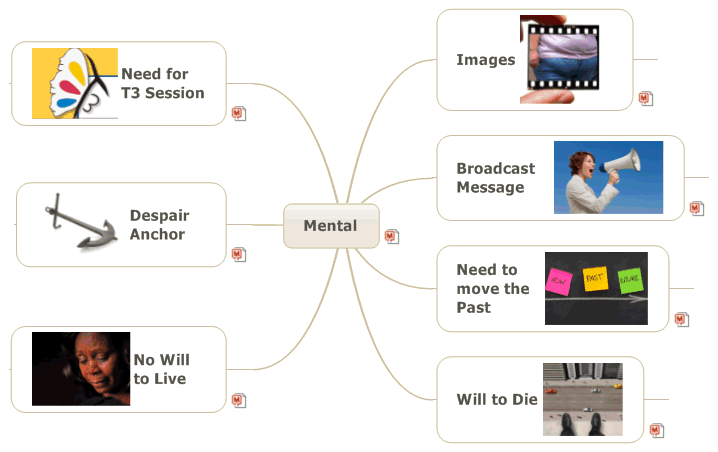 Need for
T3 Session
Despair
Anchor
No Will
to Live
Mental
Images
Broadcast
Message
Need to
move the
Past
NOW
PAST
FUTURE
Will to Die